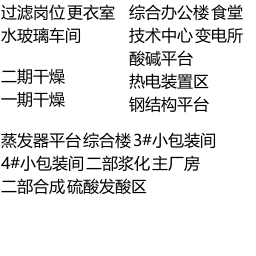 过滤岗位 更衣室
水玻璃车间
二期干燥
一期干燥
综合办公楼 食堂
技术中心 变电所
酸碱平台
热电装置区
钢结构平台
蒸发器平台 综合楼 3#小包装间
4#小包装间 二部浆化 主厂房
二部合成 硫酸发酸区